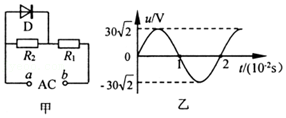 D
R₂
R₁
a
AC
b
甲
u/V
30√2
0
1
2
t/(10⁻²s)
-30√2
乙